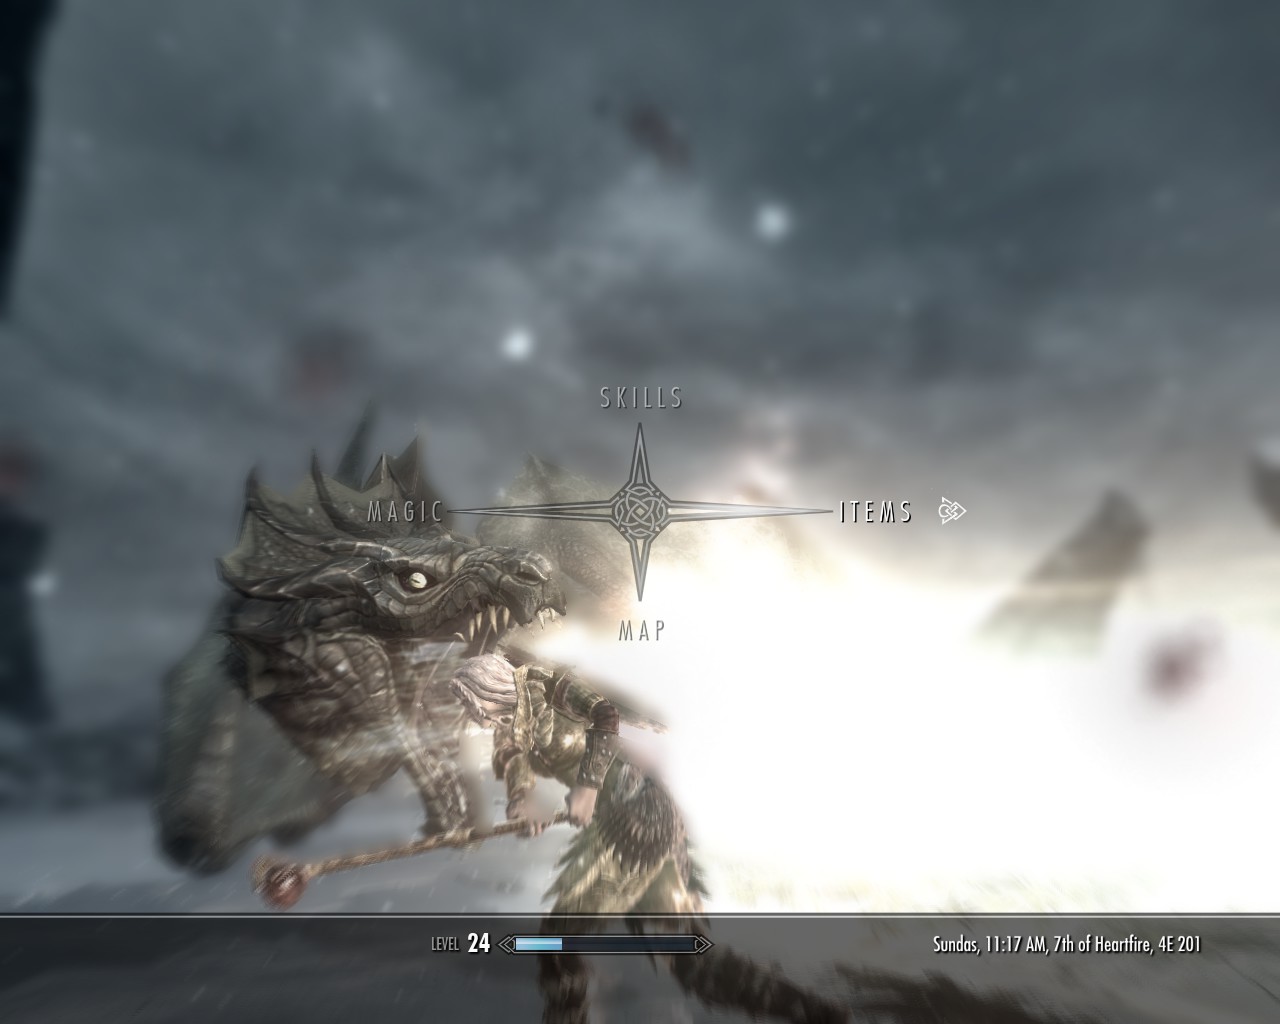 SKILLS
MAGIC
ITEMS
MAP
LEVEL 24
Sundas, 11:17 AM, 7th of Heartfire, 4E 201